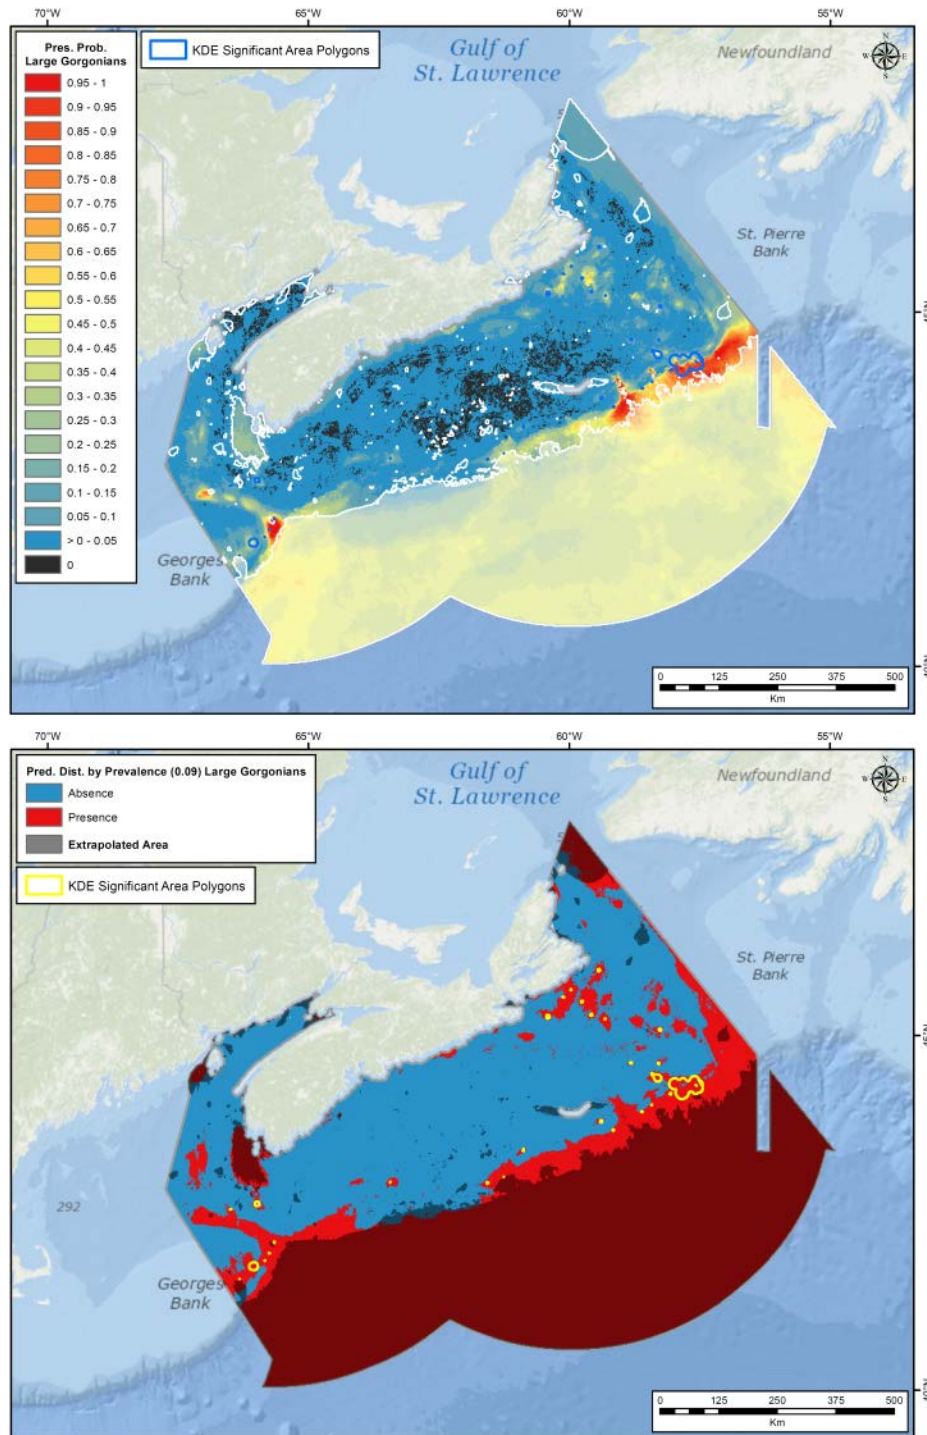 70°W 65°W 60°W 55°W
Pres. Prob.
Large Gorgonians
0.95 - 1
0.9 - 0.95
0.85 - 0.9
0.8 - 0.85
0.75 - 0.8
0.7 - 0.75
0.65 - 0.7
0.6 - 0.65
0.55 - 0.6
0.5 - 0.55
0.45 - 0.5
0.4 - 0.45
0.35 - 0.4
0.3 - 0.35
0.25 - 0.3
0.2 - 0.25
0.15 - 0.2
0.1 - 0.15
0.05 - 0.1
> 0 - 0.05
0
KDE Significant Area Polygons
Gulf of
St. Lawrence
Newfoundland
N
W E
S
St. Pierre
Bank
45°N
Georges
Bank
40°N
0 125 250 375 500
Km
70°W 65°W 60°W 55°W
Pred. Dist. by Prevalence (0.09) Large Gorgonians
Absence
Presence
Extrapolated Area
KDE Significant Area Polygons
Gulf of
St. Lawrence
Newfoundland
N
W E
S
St. Pierre
Bank
45°N
292
Georges
Bank
40°N
0 125 250 375 500
Km